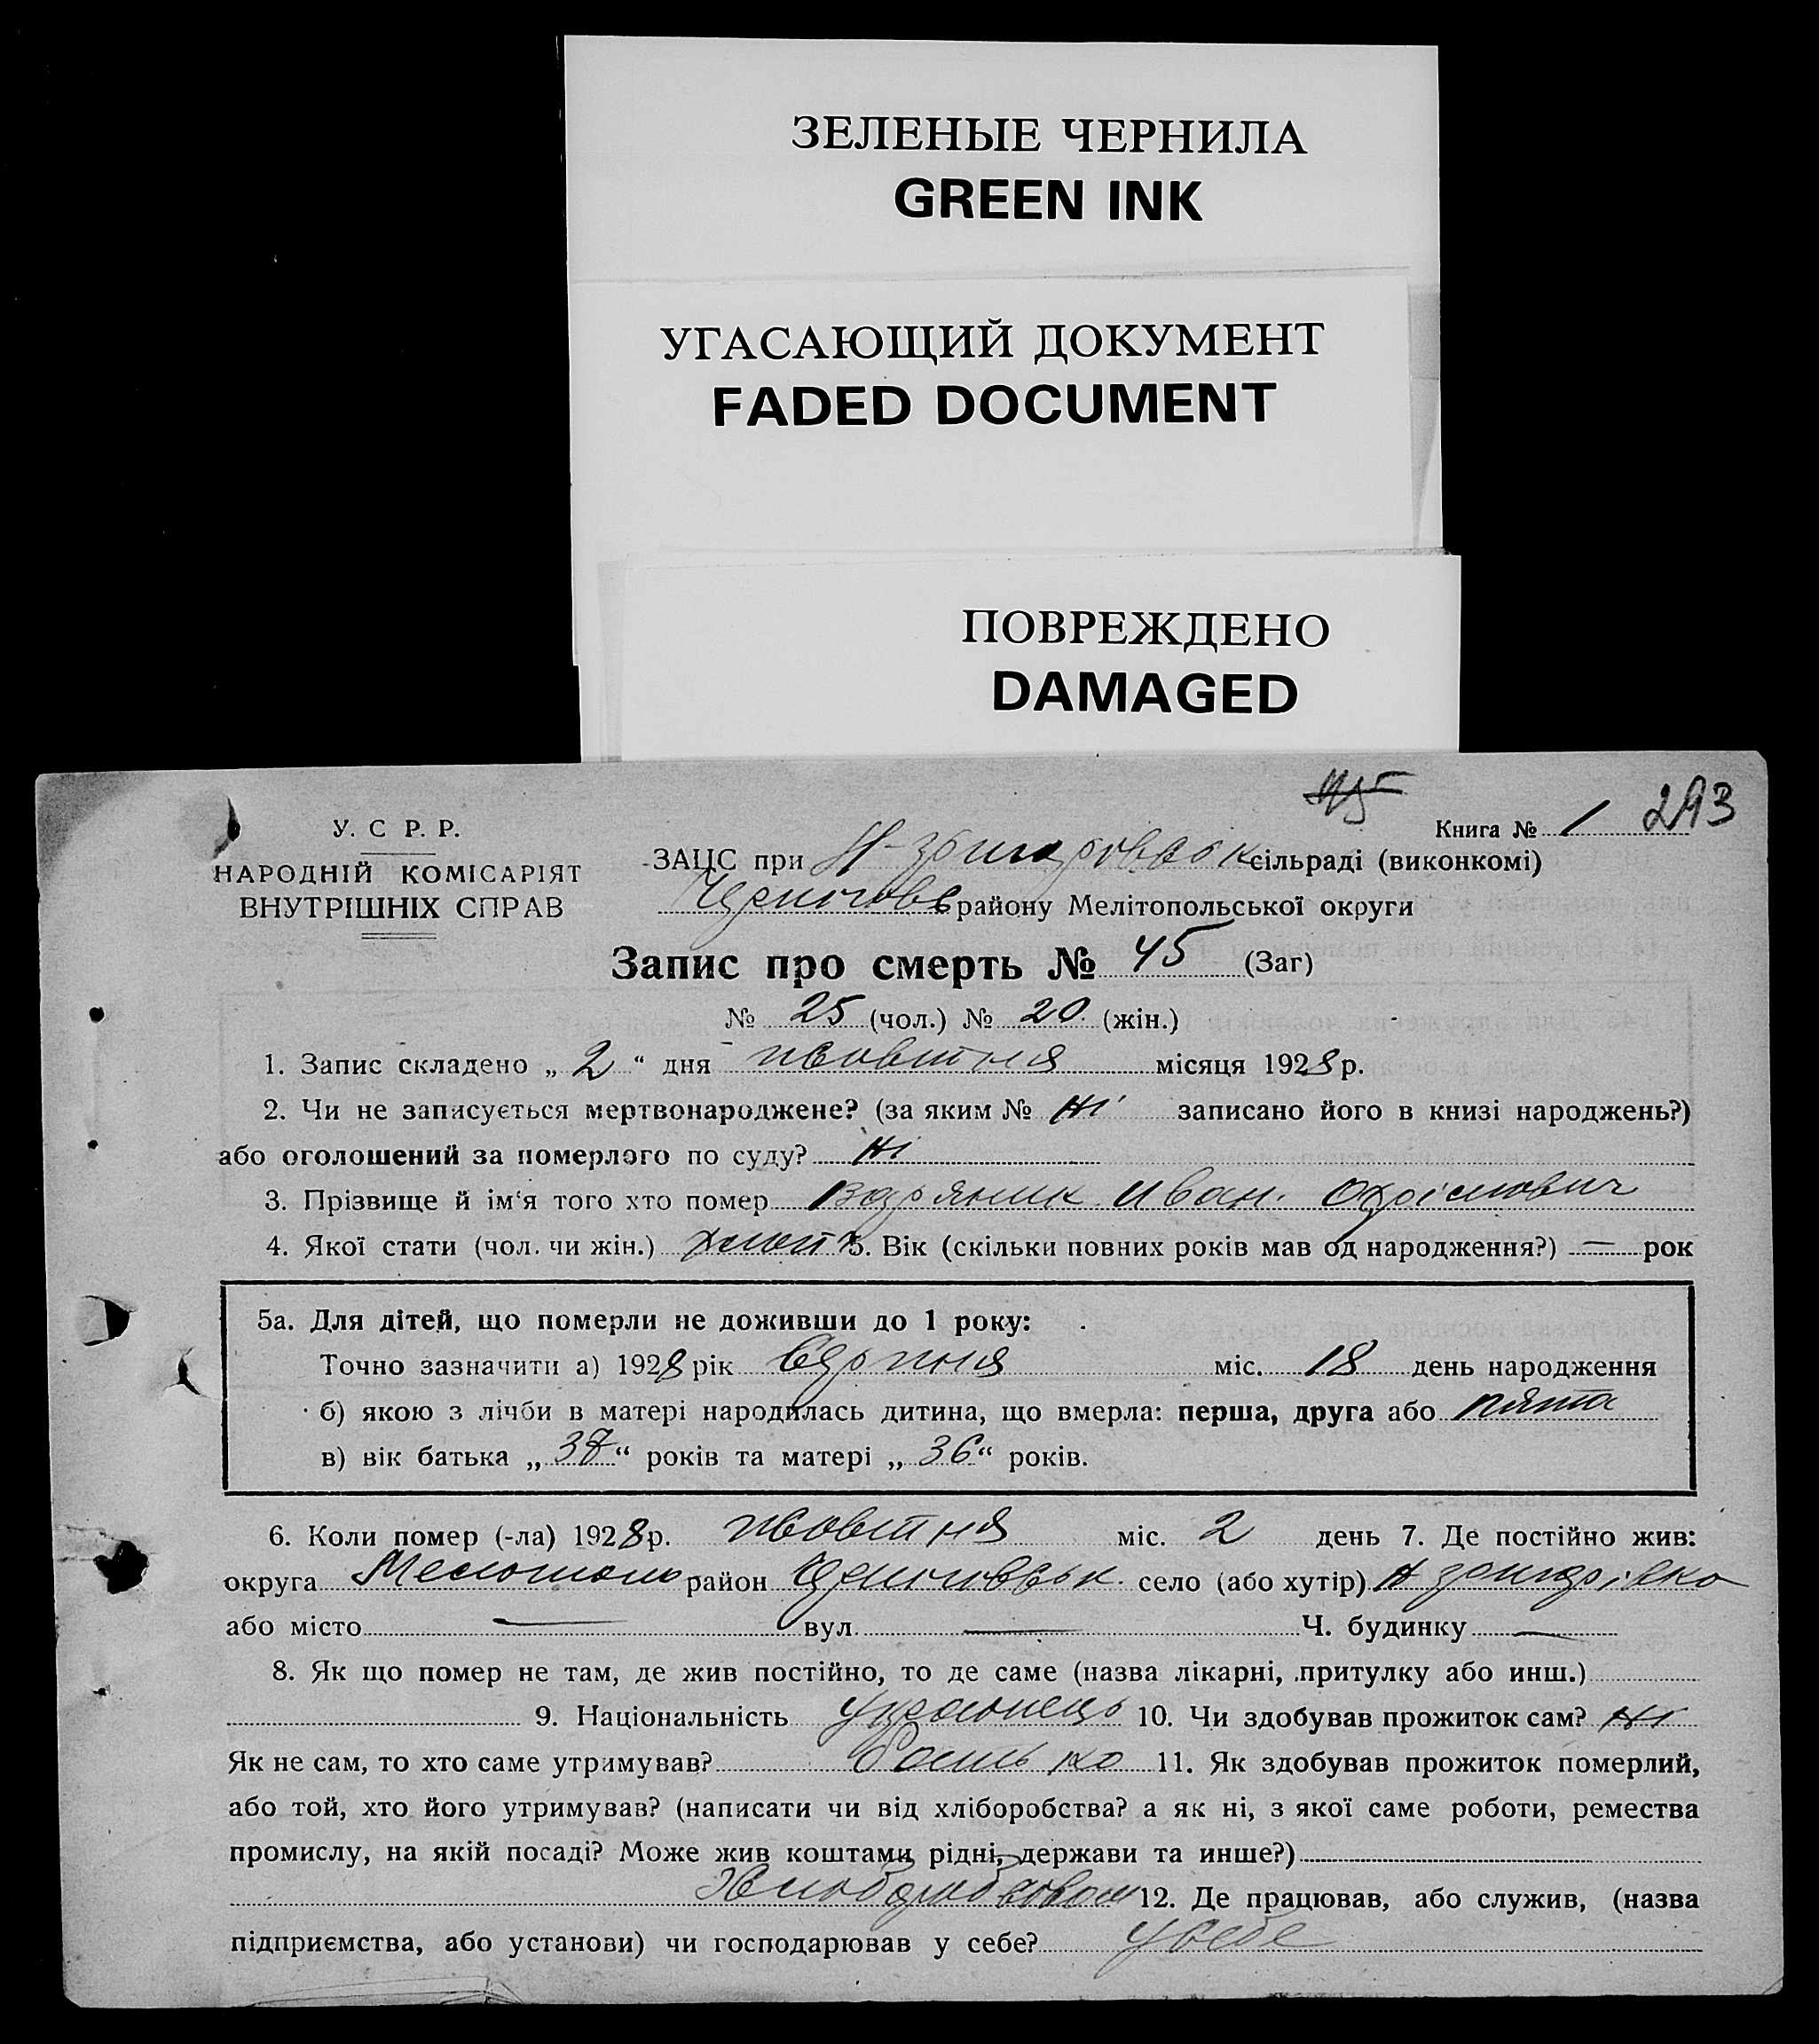 ЗЕЛЕНЫЕ ЧЕРНИЛА
GREEN INK
УГАСАЮЩИЙ ДОКУМЕНТ
FADED DOCUMENT
ПОВРЕЖДЕНО
DAMAGED
Книга № 1 293
У. С Р. Р.
НАРОДНІЙ КОМІСАРІЯТ
ВНУТРІШНІХ СПРАВ
ЗАЦС при сільраді (виконкомі)
району Мелітопольської округи
Запис про смерть № 45 (Заг)
№ 25 (чол.) № 20 (жін.)
1. Запис складено „ 2 “ дня жовтня місяця 1928 р.
2. Чи не записується мертвонароджене? (за яким № ні записано його в книзі народжень?)
або оголошений за померлого по суду? ні
3. Прізвище й ім‘я того хто помер Іван
4. Якої стати (чол. чи жін.) 5. Вік (скільки повних років мав од народження?) — рок
5а. Для дітей, що померли не доживши до 1 року:
Точно зазначити а) 1928 рік серпня міс. 18 день народження
б) якою з лічби в матері народилась дитина, що вмерла: перша, друга або пята
в) вік батька „ 37 “ років та матері „ 36 “ років.
6. Коли помер (-ла) 1928 р. жовтня міс. 2 день 7. Де постійно жив:
округа район село (або хутір)
або місто — вул. — Ч. будинку —
8. Як що помер не там, де жив постійно, то де саме (назва лікарні, притулку або инш.)
9. Національність українець 10. Чи здобував прожиток сам? ні
Як не сам, то хто саме утримував? батько 11. Як здобував прожиток померлий,
або той, хто його утримував? (написати чи від хліборобства? а як ні, з якої саме роботи, ремества
промислу, на якій посаді? Може жив коштами рідні, держави та инше?)
12. Де працював, або служив, (назва
підприємства, або установи) чи господарював у себе? у себе